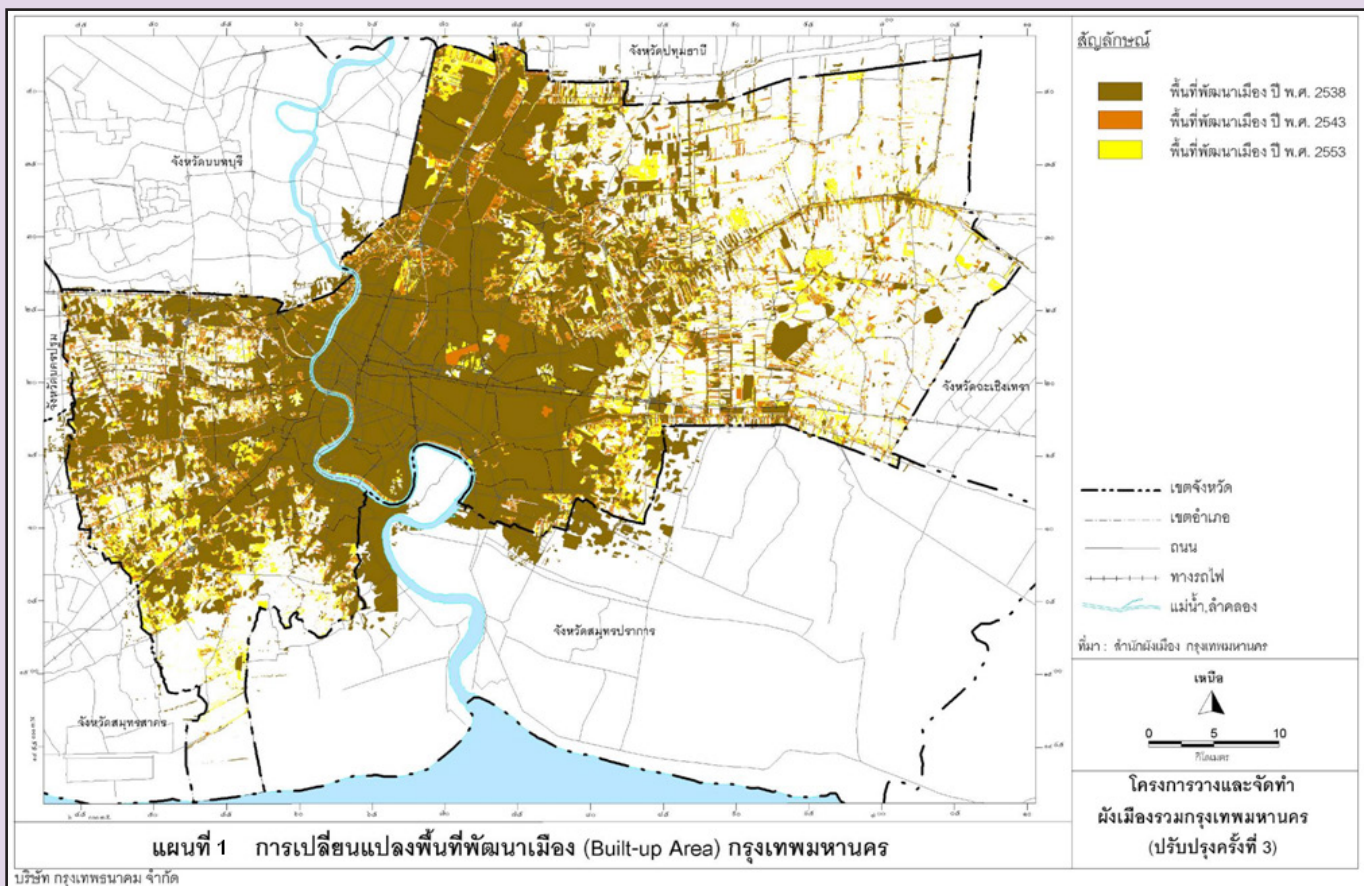 จังหวัดปทุมธานี
จังหวัดนนทบุรี
จังหวัดนครปฐม
จังหวัดฉะเชิงเทรา
จังหวัดสมุทรปราการ
จังหวัดสมุทรสาคร
สัญลักษณ์
พื้นที่พัฒนาเมือง ปี พ.ศ. 2538
พื้นที่พัฒนาเมือง ปี พ.ศ. 2543
พื้นที่พัฒนาเมือง ปี พ.ศ. 2553
เขตจังหวัด
เขตอำเภอ
ถนน
ทางรถไฟ
แม่น้ำ,ลำคลอง
ที่มา : สำนักผังเมือง กรุงเทพมหานคร
เหนือ
0 5 10
กิโลเมตร
โครงการวางและจัดทำ
ผังเมืองรวมกรุงเทพมหานคร
(ปรับปรุงครั้งที่ 3)
แผนที่ 1 การเปลี่ยนแปลงพื้นที่พัฒนาเมือง (Built-up Area) กรุงเทพมหานคร
บริษัท กรุงเทพธนาคม จำกัด